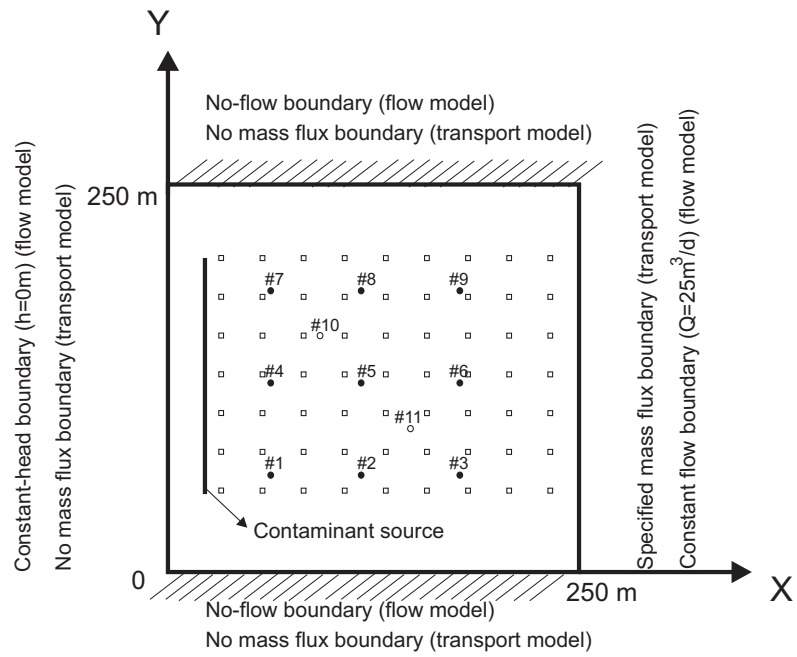 Y
No-flow boundary (flow model)
No mass flux boundary (transport model)
Constant-head boundary (h=0m) (flow model)
No mass flux boundary (transport model)
250 m
#7
#8
#9
#10
#4
#5
#6
#11
#1
#2
#3
Contaminant source
Specified mass flux boundary (transport model)
Constant flow boundary (Q=25m³/d) (flow model)
0
250 m
X
No-flow boundary (flow model)
No mass flux boundary (transport model)